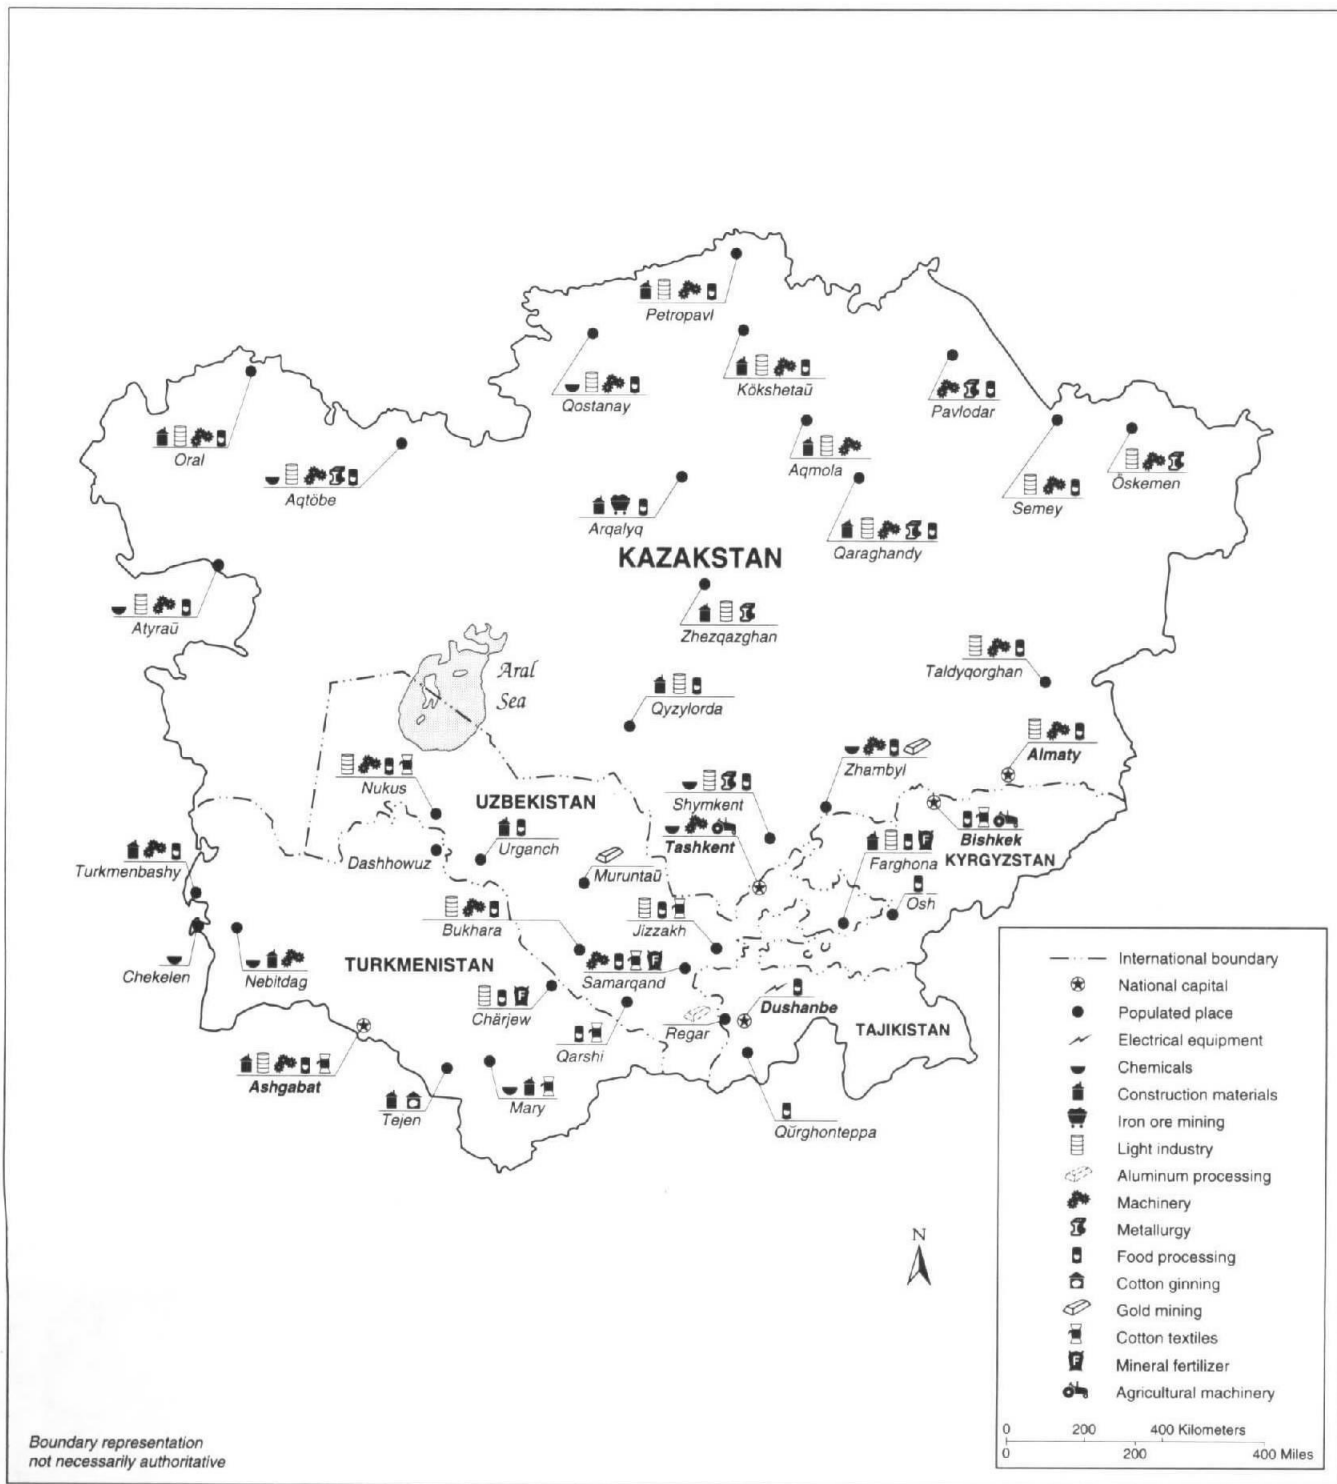 Petropavl
Qostanay
Kökshetaū
Pavlodar
Oral
Aqtöbe
Aqmola
Semey
Öskemen
Arqalyq
Qaraghandy
KAZAKSTAN
Atyraū
Zhezqazghan
Aral
Sea
Taldyqorghan
Qyzylorda
Almaty
Nukus
UZBEKISTAN
Zhambyl
Shymkent
Tashkent
Bishkek
KYRGYZSTAN
Farghona
F
Urganch
Dashhowuz
Turkmenbashy
Muruntaū
Osh
Bukhara
Jizzakh
Chekelen
Nebitdag
TURKMENISTAN
Samarqand
F
Chärjew
F
Qarshi
Regar
Dushanbe
TAJIKISTAN
Ashgabat
Tejen
Mary
Qŭrghonteppa
N
International boundary
National capital
Populated place
Electrical equipment
Chemicals
Construction materials
Iron ore mining
Light industry
Aluminum processing
Machinery
Metallurgy
Food processing
Cotton ginning
Gold mining
Cotton textiles
F Mineral fertilizer
Agricultural machinery
0 200 400 Kilometers
0 200 400 Miles
Boundary representation
not necessarily authoritative